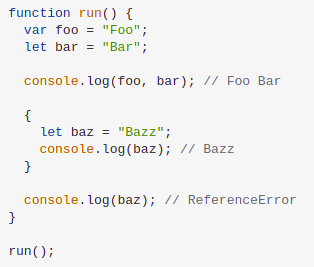 function run() {
  var foo = "Foo";
  let bar = "Bar";

  console.log(foo, bar); // Foo Bar

  {
    let baz = "Bazz";
    console.log(baz); // Bazz
  }

  console.log(baz); // ReferenceError
}

run();